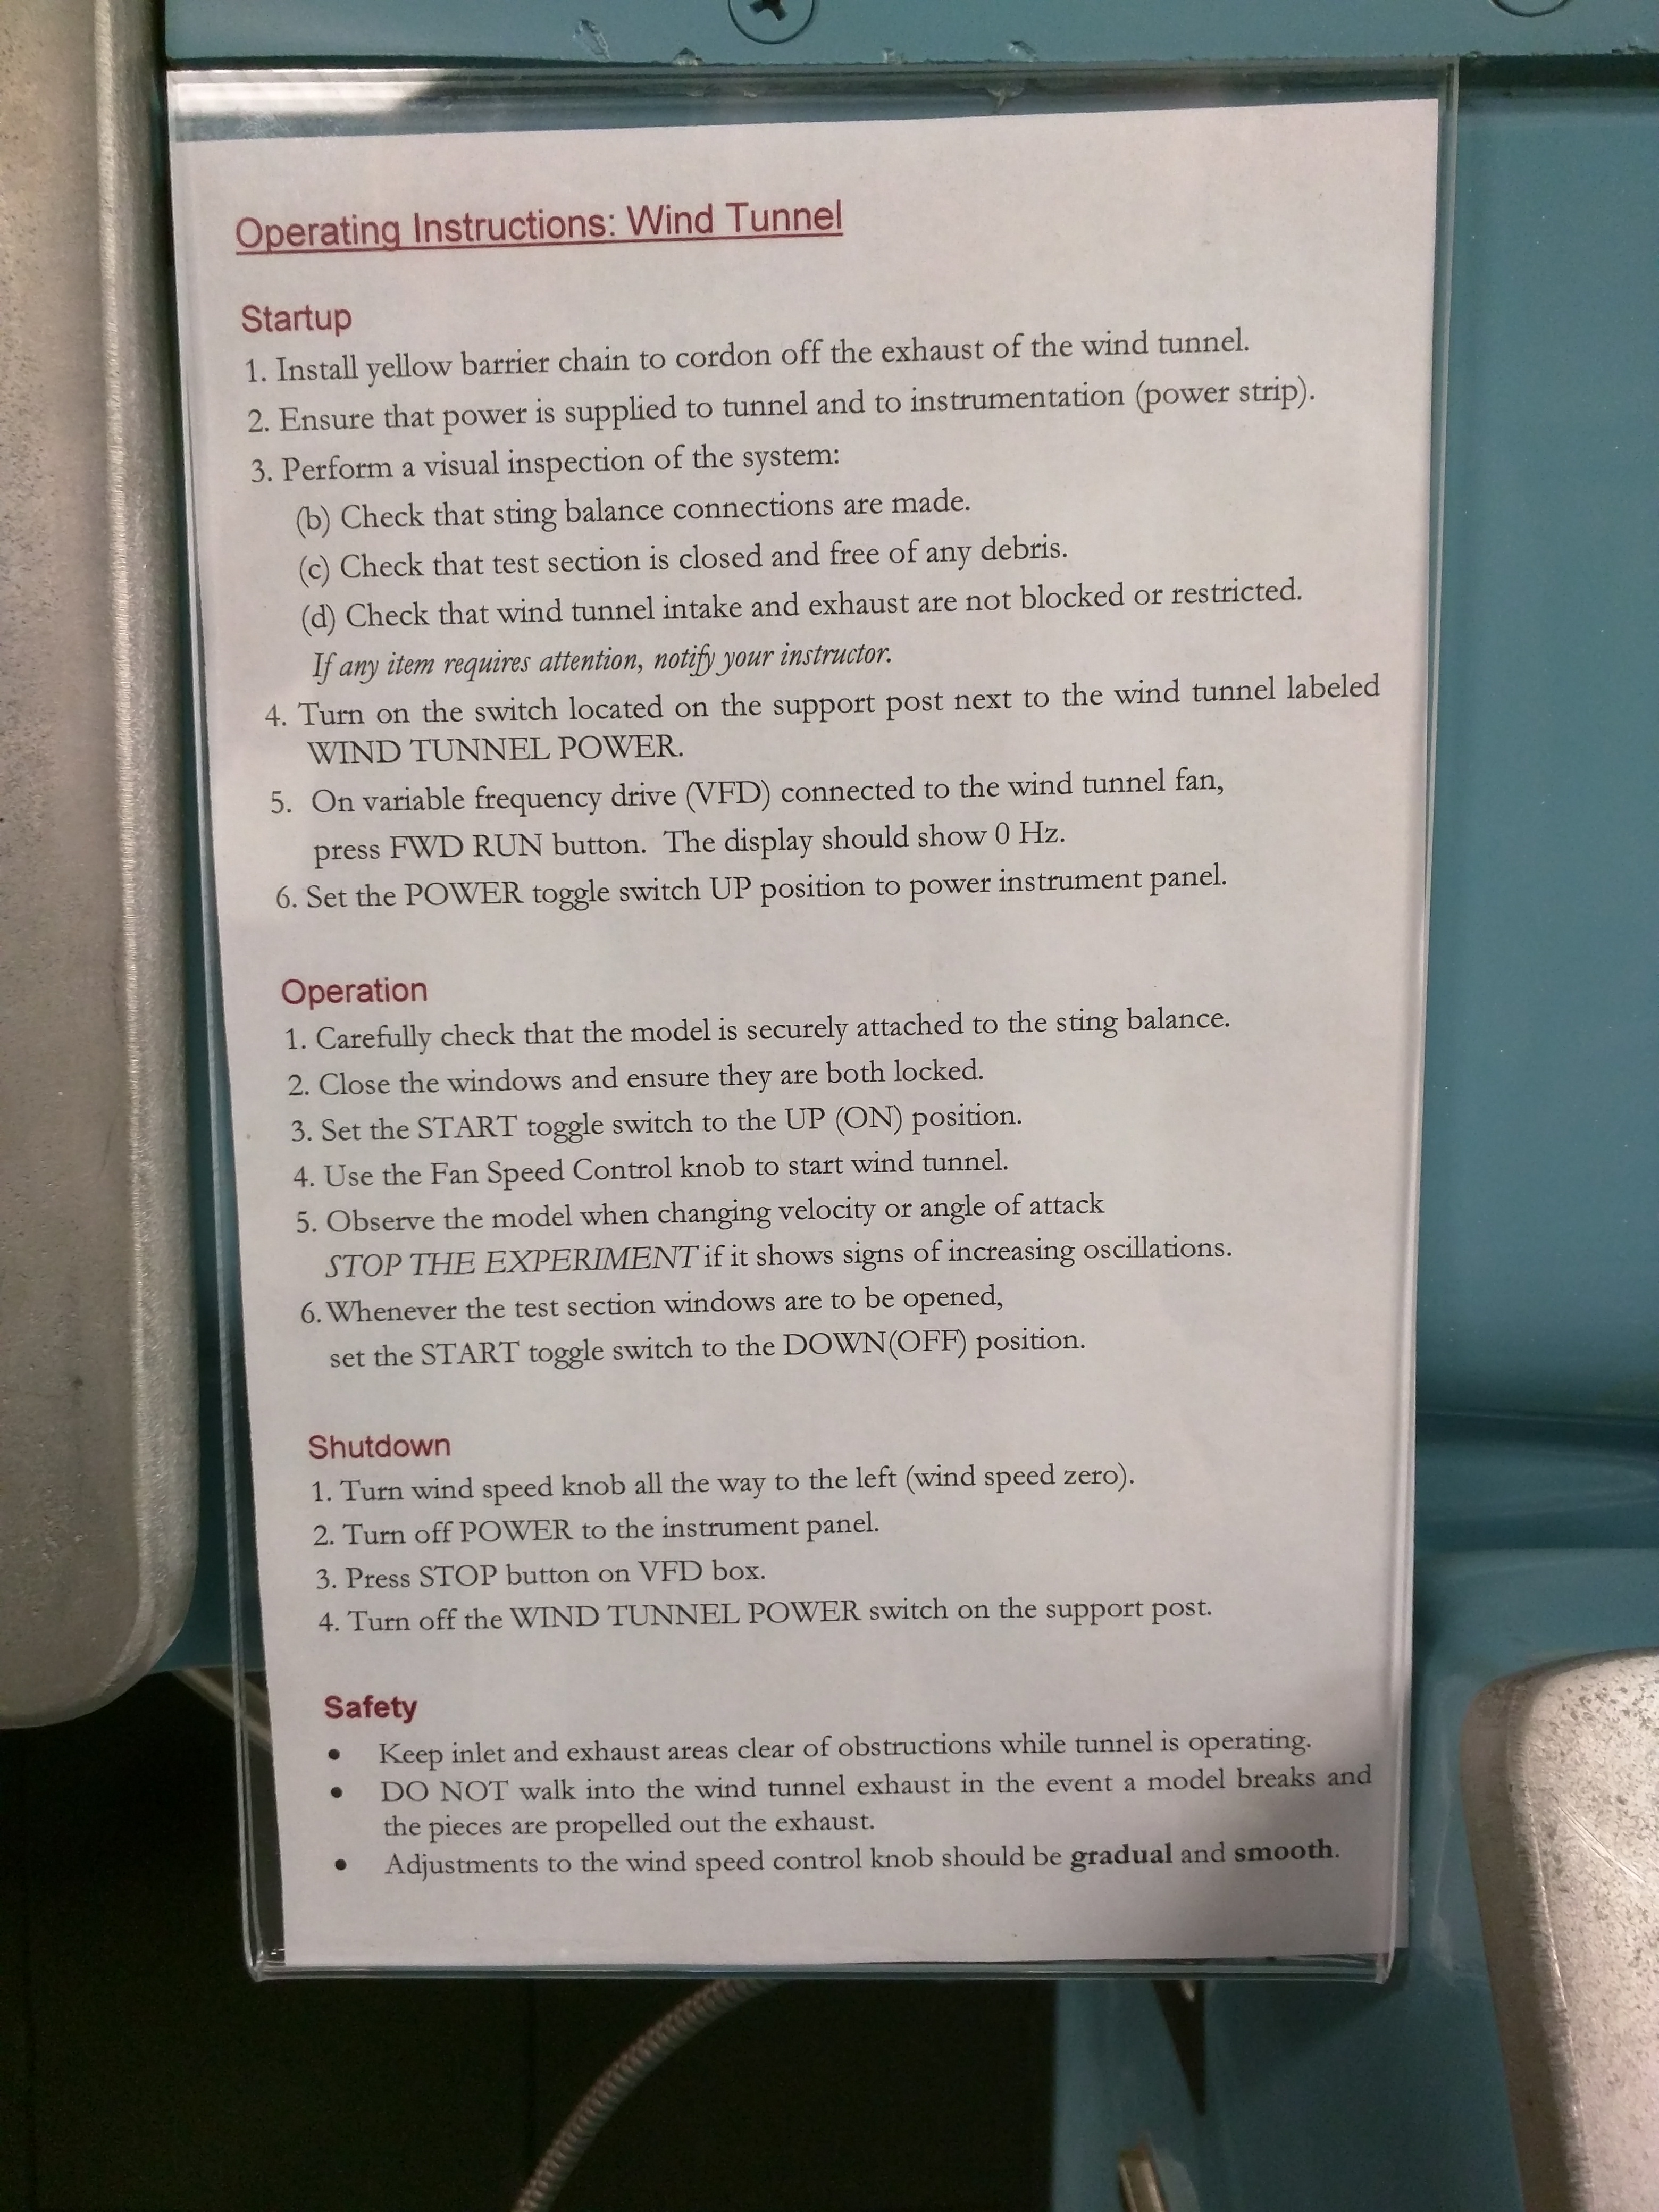 Operating Instructions: Wind Tunnel
Startup
1. Install yellow barrier chain to cordon off the exhaust of the wind tunnel.
2. Ensure that power is supplied to tunnel and to instrumentation (power strip).
3. Perform a visual inspection of the system:
(b) Check that sting balance connections are made.
(c) Check that test section is closed and free of any debris.
(d) Check that wind tunnel intake and exhaust are not blocked or restricted.
If any item requires attention, notify your instructor.
4. Turn on the switch located on the support post next to the wind tunnel labeled
WIND TUNNEL POWER.
5. On variable frequency drive (VFD) connected to the wind tunnel fan,
press FWD RUN button. The display should show 0 Hz.
6. Set the POWER toggle switch UP position to power instrument panel.
Operation
1. Carefully check that the model is securely attached to the sting balance.
2. Close the windows and ensure they are both locked.
3. Set the START toggle switch to the UP (ON) position.
4. Use the Fan Speed Control knob to start wind tunnel.
5. Observe the model when changing velocity or angle of attack
STOP THE EXPERIMENT if it shows signs of increasing oscillations.
6. Whenever the test section windows are to be opened,
set the START toggle switch to the DOWN(OFF) position.
Shutdown
1. Turn wind speed knob all the way to the left (wind speed zero).
2. Turn off POWER to the instrument panel.
3. Press STOP button on VFD box.
4. Turn off the WIND TUNNEL POWER switch on the support post.
Safety
• Keep inlet and exhaust areas clear of obstructions while tunnel is operating.
• DO NOT walk into the wind tunnel exhaust in the event a model breaks and
the pieces are propelled out the exhaust.
• Adjustments to the wind speed control knob should be gradual and smooth.